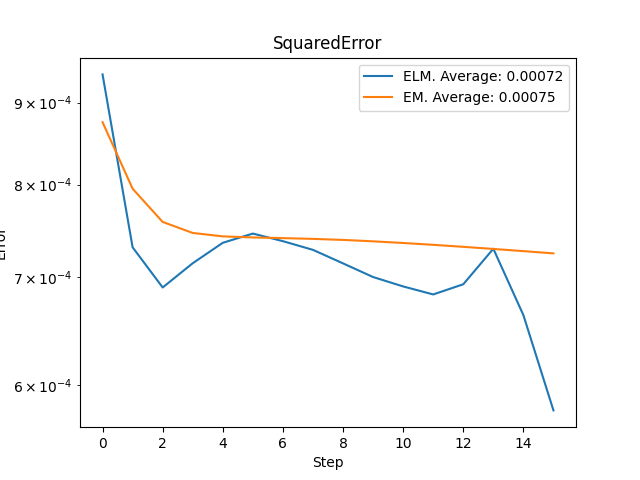 SquaredError
ELM. Average: 0.00072
EM. Average: 0.00075
9 × 10⁻⁴
8 × 10⁻⁴
7 × 10⁻⁴
6 × 10⁻⁴
Error
0 2 4 6 8 10 12 14
Step